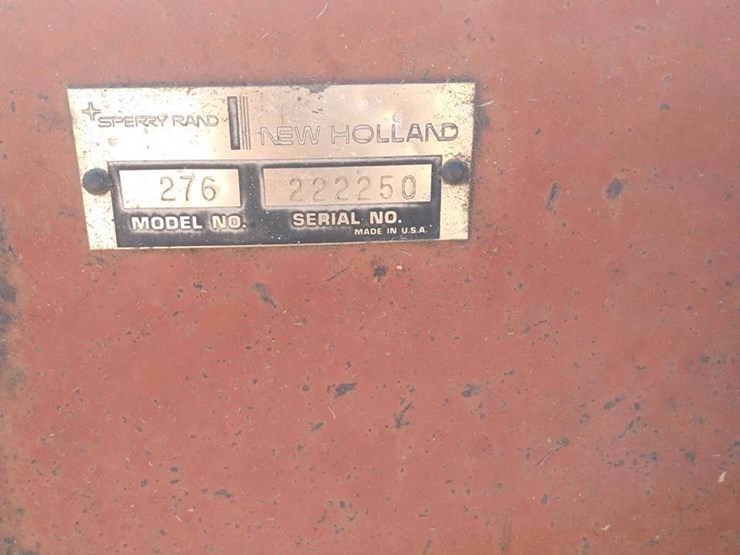 SPERRY RAND NEW HOLLAND
276 222250
MODEL NO. SERIAL NO.
MADE IN U.S.A.